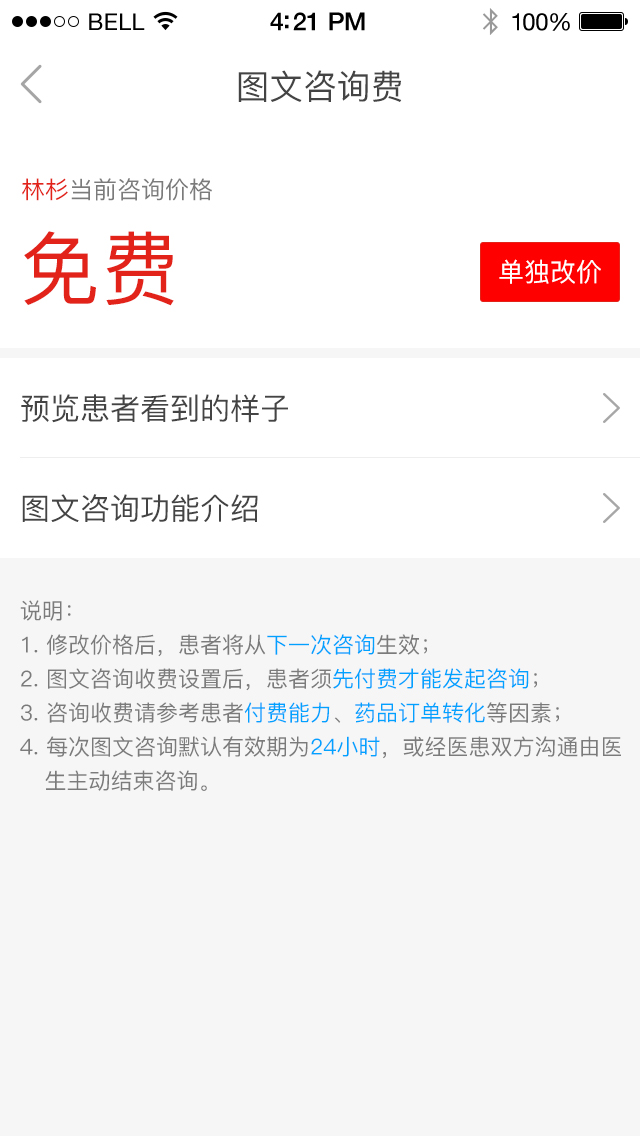 BELL 4:21 PM 100%
图文咨询费
林杉当前咨询价格
免费
单独改价
预览患者看到的样子
图文咨询功能介绍
说明：
1. 修改价格后，患者将从下一次咨询生效；
2. 图文咨询收费设置后，患者须先付费才能发起咨询；
3. 咨询收费请参考患者付费能力、药品订单转化等因素；
4. 每次图文咨询默认有效期为24小时，或经医患双方沟通由医
生主动结束咨询。